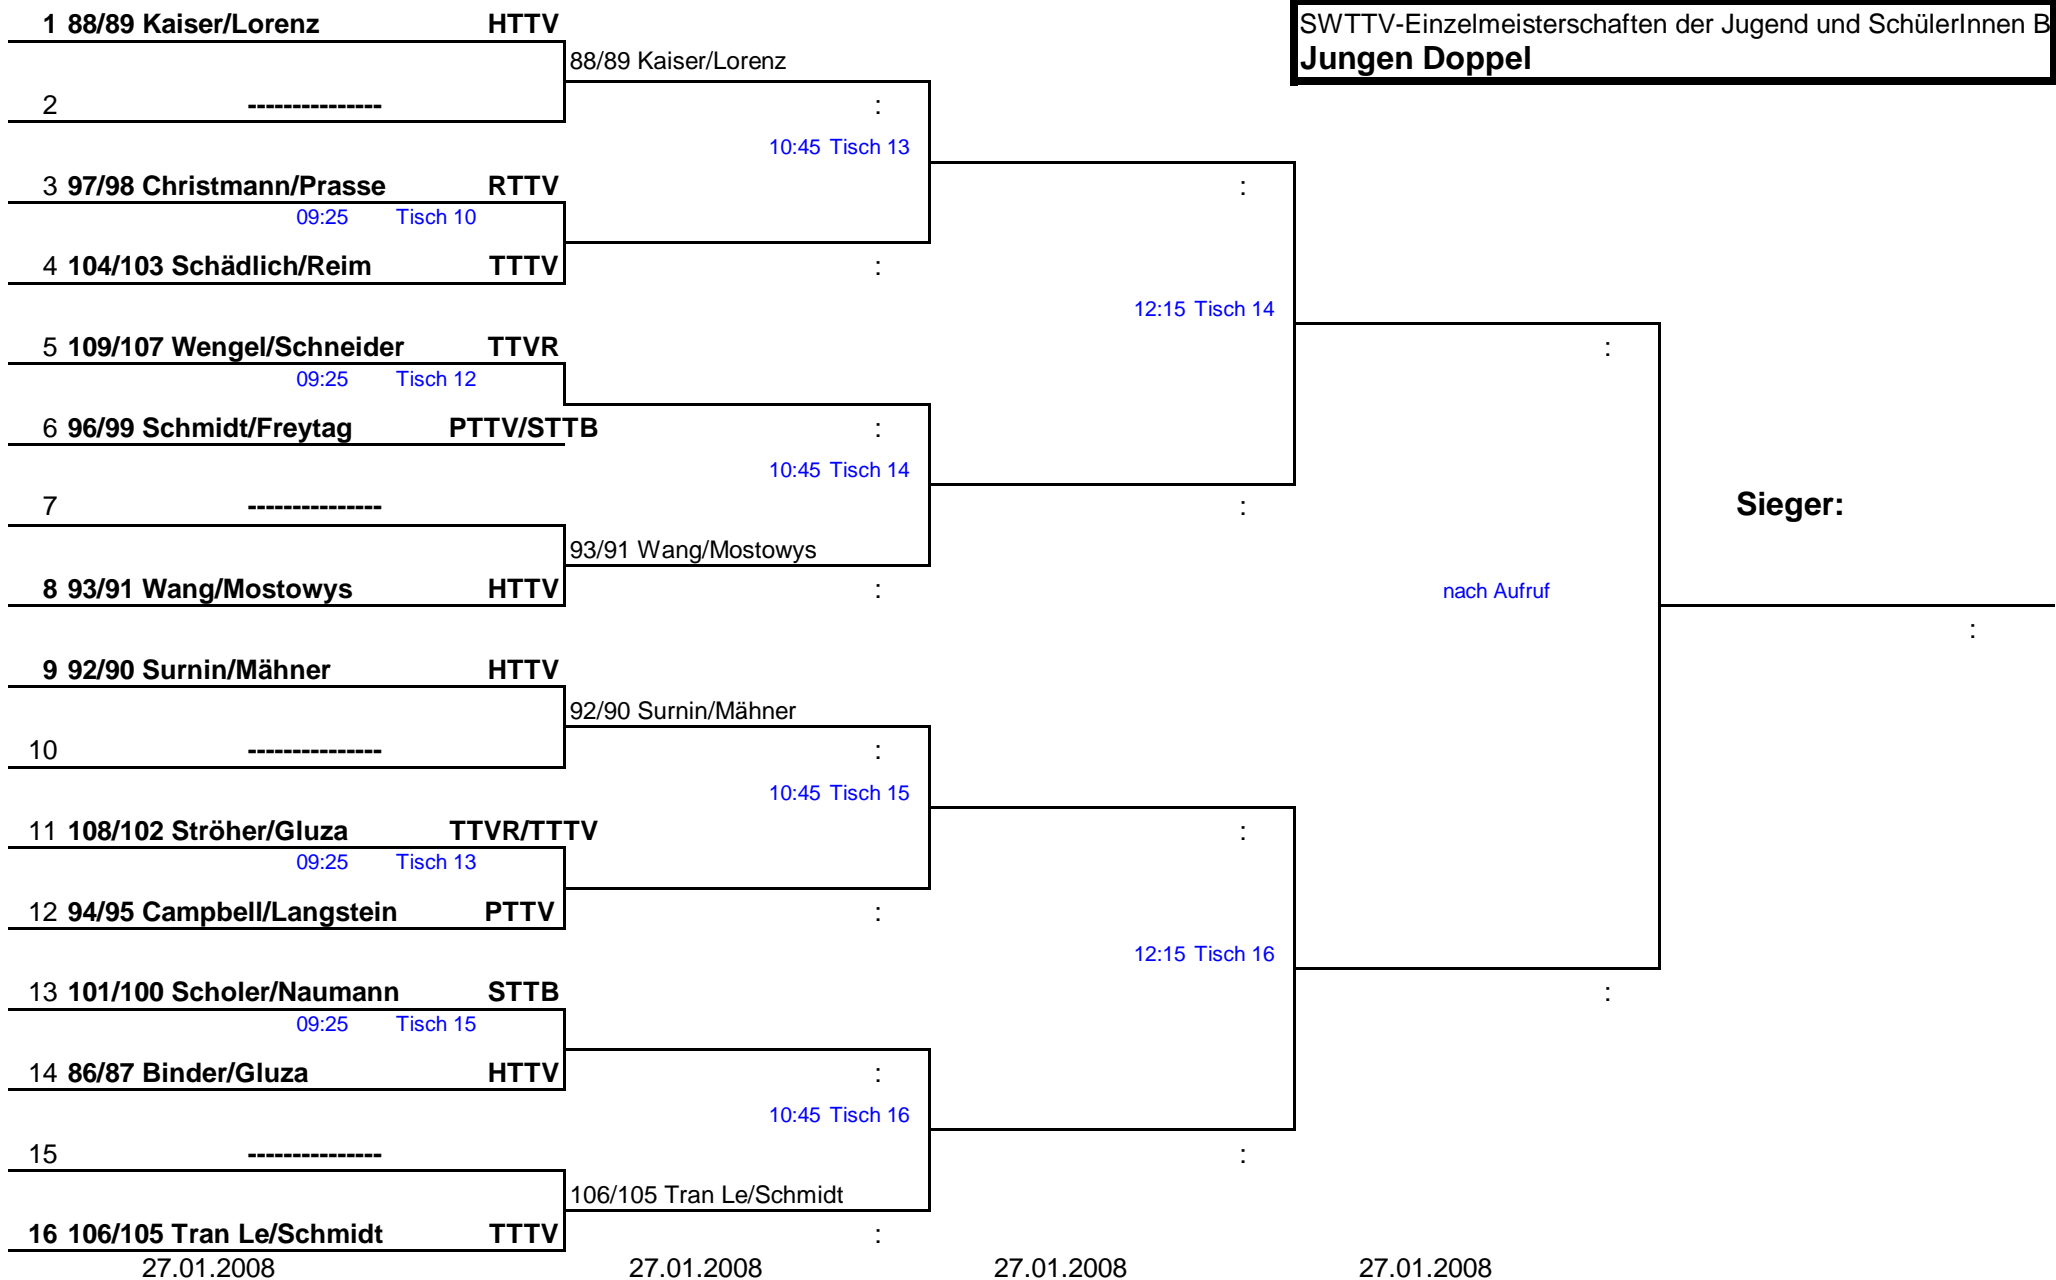 SWTTV-Einzelmeisterschaften der Jugend und SchülerInnen B
Jungen Doppel
1 88/89 Kaiser/Lorenz HTTV
88/89 Kaiser/Lorenz
2 ---------------
:
10:45 Tisch 13
3 97/98 Christmann/Prasse RTTV
:
09:25 Tisch 10
4 104/103 Schädlich/Reim TTTV
:
12:15 Tisch 14
5 109/107 Wengel/Schneider TTVR
:
09:25 Tisch 12
6 96/99 Schmidt/Freytag PTTV/STTB
:
10:45 Tisch 14
7 ---------------
:
Sieger:
93/91 Wang/Mostowys
8 93/91 Wang/Mostowys HTTV
:
nach Aufruf
:
9 92/90 Surnin/Mähner HTTV
92/90 Surnin/Mähner
10 ---------------
:
10:45 Tisch 15
11 108/102 Ströher/Gluza TTVR/TTTV
:
09:25 Tisch 13
12 94/95 Campbell/Langstein PTTV
:
12:15 Tisch 16
13 101/100 Scholer/Naumann STTB
:
09:25 Tisch 15
14 86/87 Binder/Gluza HTTV
:
10:45 Tisch 16
15 ---------------
:
106/105 Tran Le/Schmidt
16 106/105 Tran Le/Schmidt TTTV
:
27.01.2008 27.01.2008 27.01.2008 27.01.2008